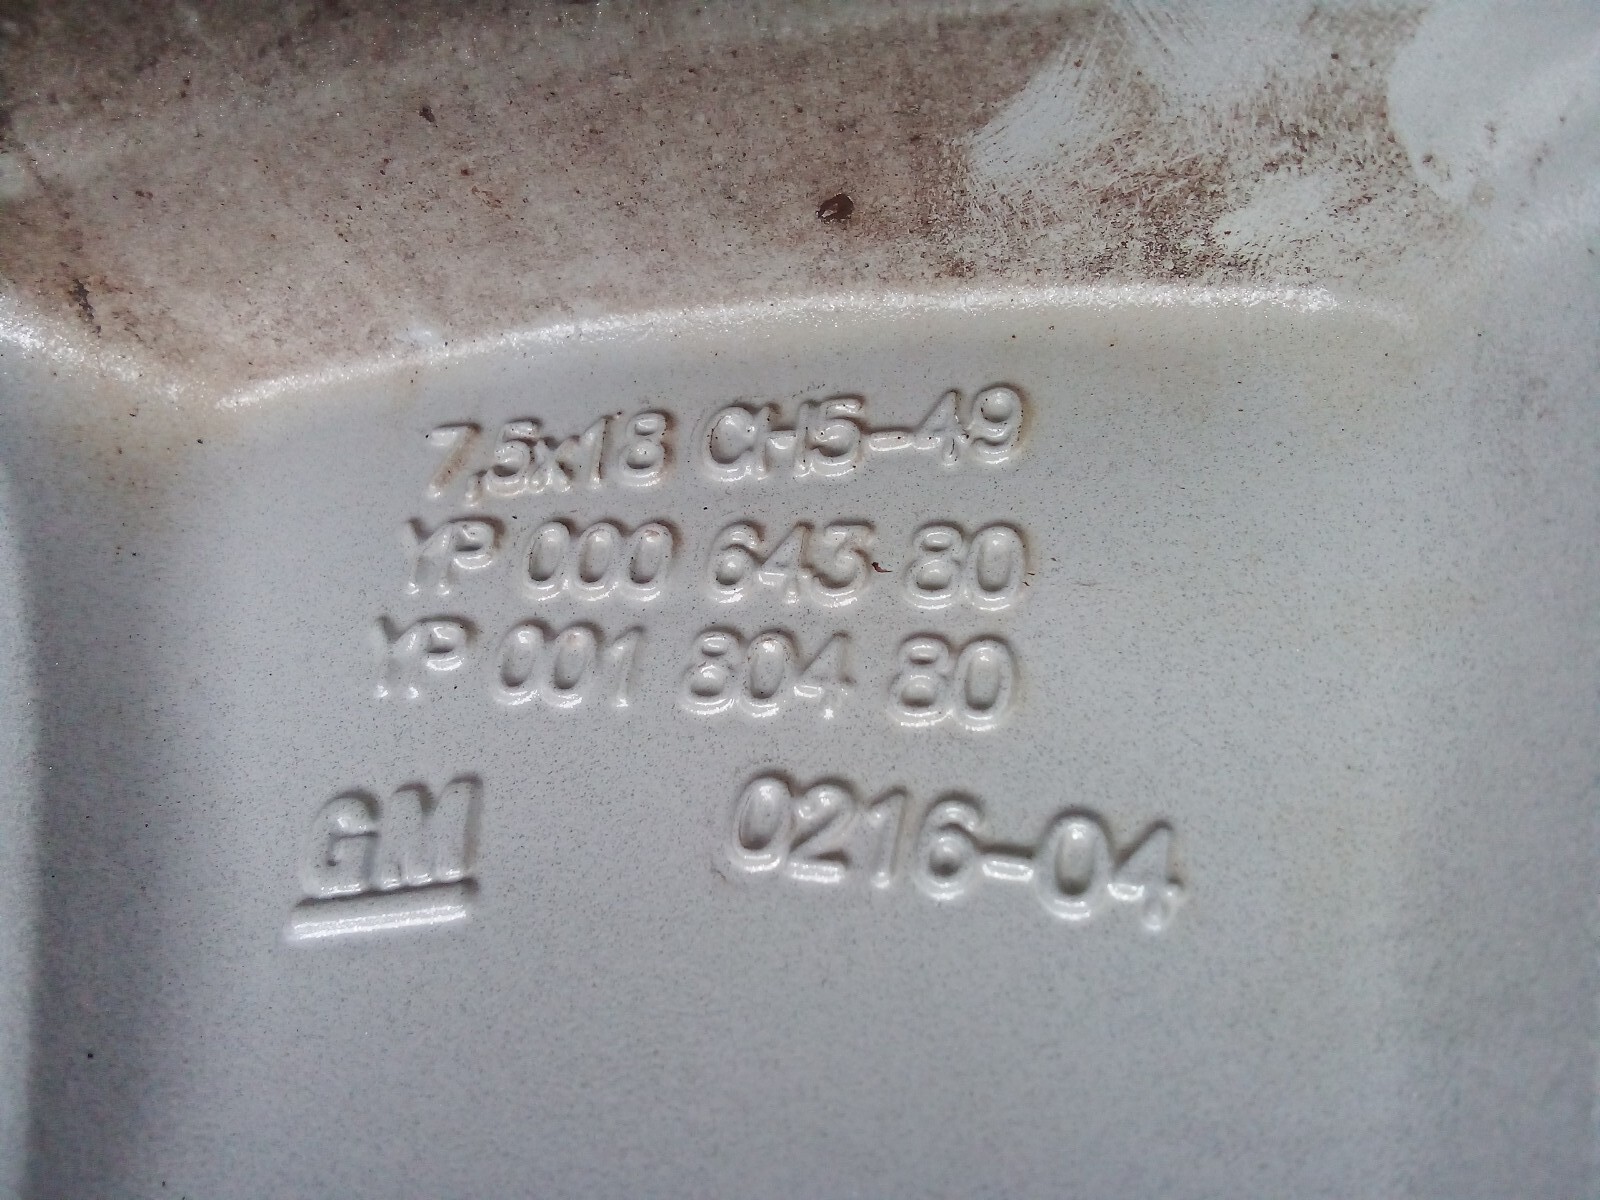 7,5x18 CH5-49
YP 000 643 80
YP 001 804 80
GM 0216-04